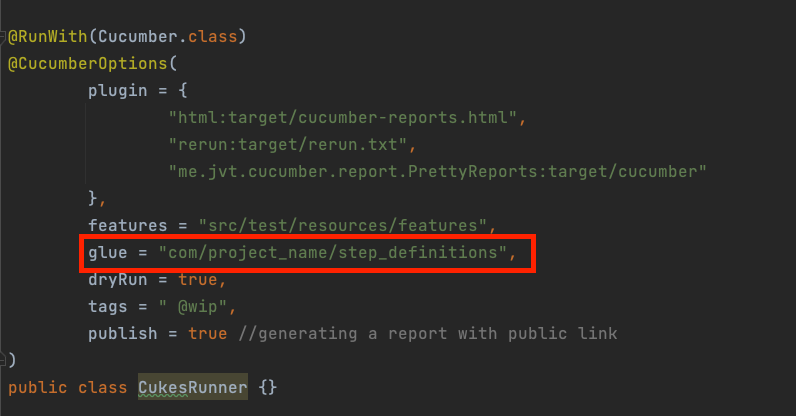 @RunWith(Cucumber.class)
@CucumberOptions(
plugin = {
"html:target/cucumber-reports.html",
"rerun:target/rerun.txt",
"me.jvt.cucumber.report.PrettyReports:target/cucumber"
},
features = "src/test/resources/features",
glue = "com/project_name/step_definitions",
dryRun = true,
tags = " @wip",
publish = true //generating a report with public link
)
public class CukesRunner {}